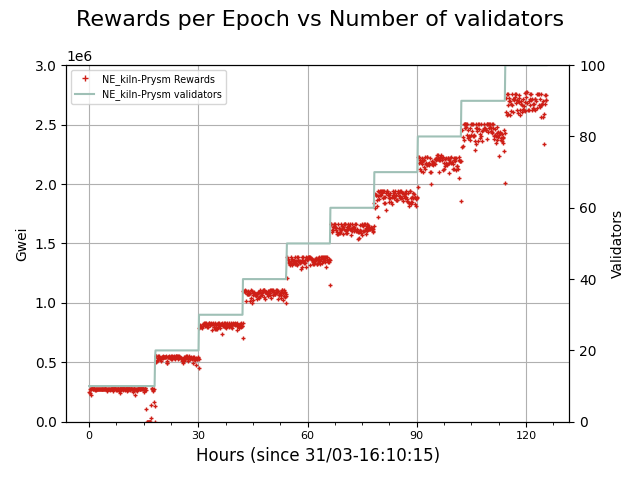 Rewards per Epoch vs Number of validators
1e6
NE_kiln-Prysm Rewards
NE_kiln-Prysm validators
3.0
2.5
2.0
1.5
1.0
0.5
0.0
Gwei
100
80
60
40
20
0
Validators
0 30 60 90 120
Hours (since 31/03-16:10:15)